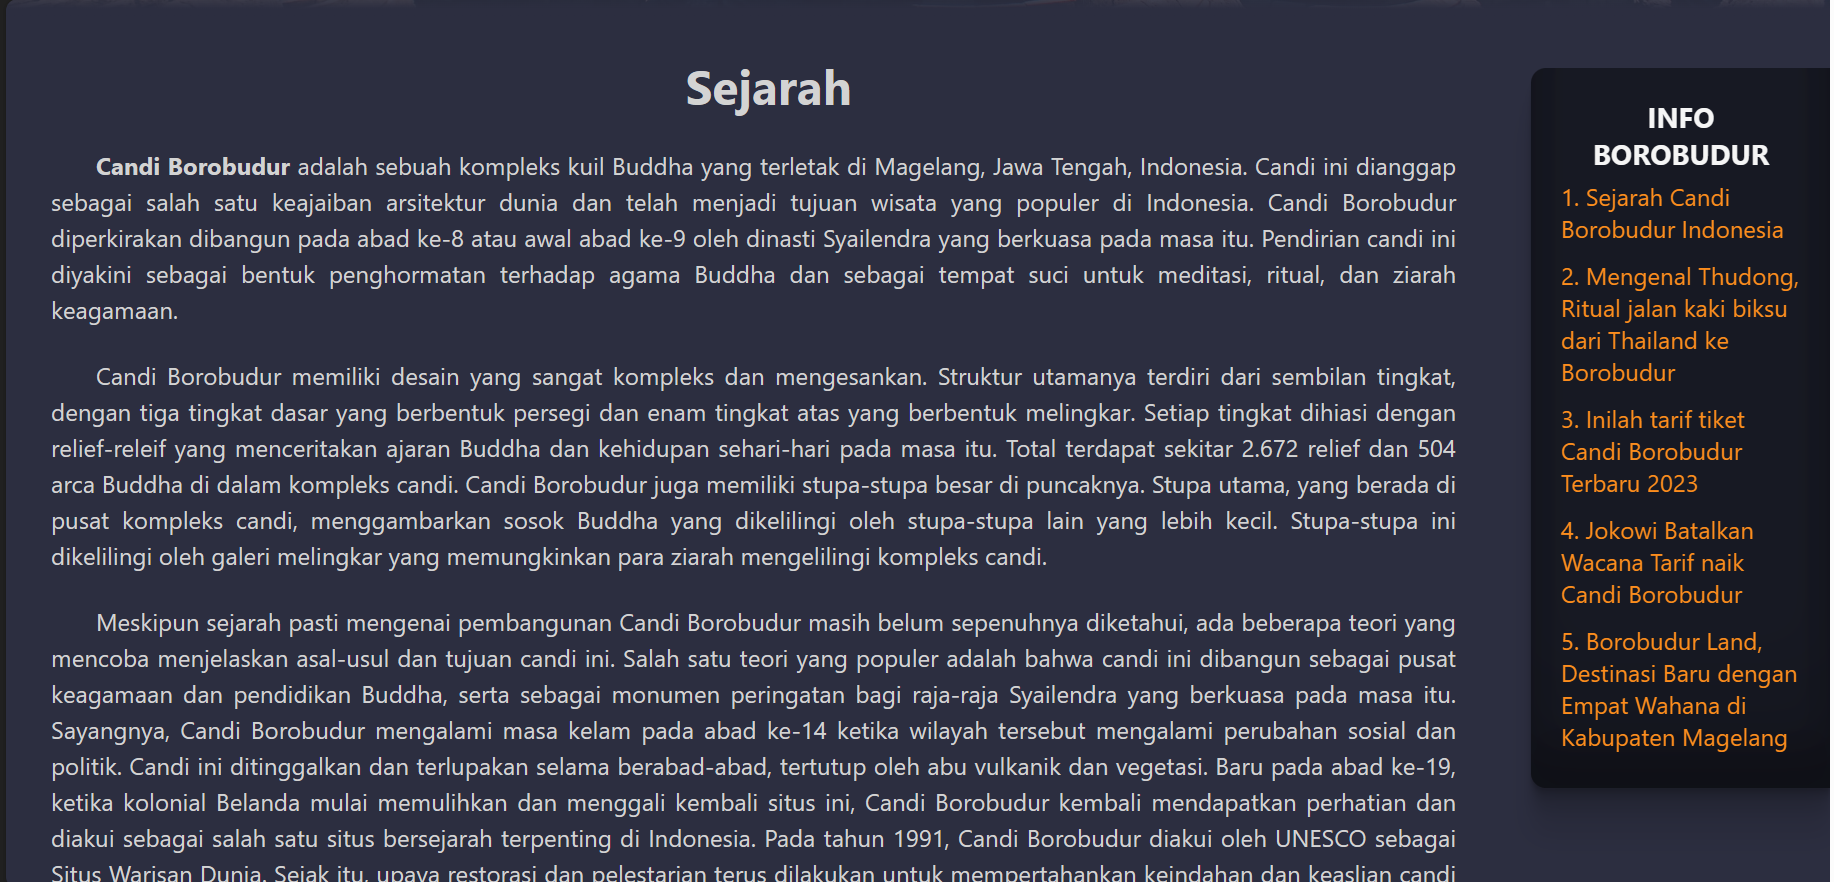 Sejarah
Candi Borobudur adalah sebuah kompleks kuil Buddha yang terletak di Magelang, Jawa Tengah, Indonesia. Candi ini dianggap
sebagai salah satu keajaiban arsitektur dunia dan telah menjadi tujuan wisata yang populer di Indonesia. Candi Borobudur
diperkirakan dibangun pada abad ke-8 atau awal abad ke-9 oleh dinasti Syailendra yang berkuasa pada masa itu. Pendirian candi ini
diyakini sebagai bentuk penghormatan terhadap agama Buddha dan sebagai tempat suci untuk meditasi, ritual, dan ziarah
keagamaan.
Candi Borobudur memiliki desain yang sangat kompleks dan mengesankan. Struktur utamanya terdiri dari sembilan tingkat,
dengan tiga tingkat dasar yang berbentuk persegi dan enam tingkat atas yang berbentuk melingkar. Setiap tingkat dihiasi dengan
relief-releif yang menceritakan ajaran Buddha dan kehidupan sehari-hari pada masa itu. Total terdapat sekitar 2.672 relief dan 504
arca Buddha di dalam kompleks candi. Candi Borobudur juga memiliki stupa-stupa besar di puncaknya. Stupa utama, yang berada di
pusat kompleks candi, menggambarkan sosok Buddha yang dikelilingi oleh stupa-stupa lain yang lebih kecil. Stupa-stupa ini
dikelilingi oleh galeri melingkar yang memungkinkan para ziarah mengelilingi kompleks candi.
Meskipun sejarah pasti mengenai pembangunan Candi Borobudur masih belum sepenuhnya diketahui, ada beberapa teori yang
mencoba menjelaskan asal-usul dan tujuan candi ini. Salah satu teori yang populer adalah bahwa candi ini dibangun sebagai pusat
keagamaan dan pendidikan Buddha, serta sebagai monumen peringatan bagi raja-raja Syailendra yang berkuasa pada masa itu.
Sayangnya, Candi Borobudur mengalami masa kelam pada abad ke-14 ketika wilayah tersebut mengalami perubahan sosial dan
politik. Candi ini ditinggalkan dan terlupakan selama berabad-abad, tertutup oleh abu vulkanik dan vegetasi. Baru pada abad ke-19,
ketika kolonial Belanda mulai memulihkan dan menggali kembali situs ini, Candi Borobudur kembali mendapatkan perhatian dan
diakui sebagai salah satu situs bersejarah terpenting di Indonesia. Pada tahun 1991, Candi Borobudur diakui oleh UNESCO sebagai
Situs Warisan Dunia. Sejak itu, upaya restorasi dan pelestarian terus dilakukan untuk mempertahankan keindahan dan keaslian candi
INFO
BOROBUDUR
1. Sejarah Candi
Borobudur Indonesia
2. Mengenal Thudong,
Ritual jalan kaki biksu
dari Thailand ke
Borobudur
3. Inilah tarif tiket
Candi Borobudur
Terbaru 2023
4. Jokowi Batalkan
Wacana Tarif naik
Candi Borobudur
5. Borobudur Land,
Destinasi Baru dengan
Empat Wahana di
Kabupaten Magelang